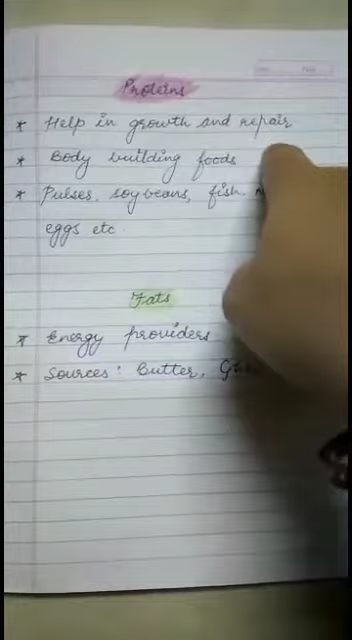 Proteins
* Help in growth and repair
* Body building foods
* Pulses, soybeans, fish,
eggs etc.
Fats
* Energy providers
* Sources : Butter,